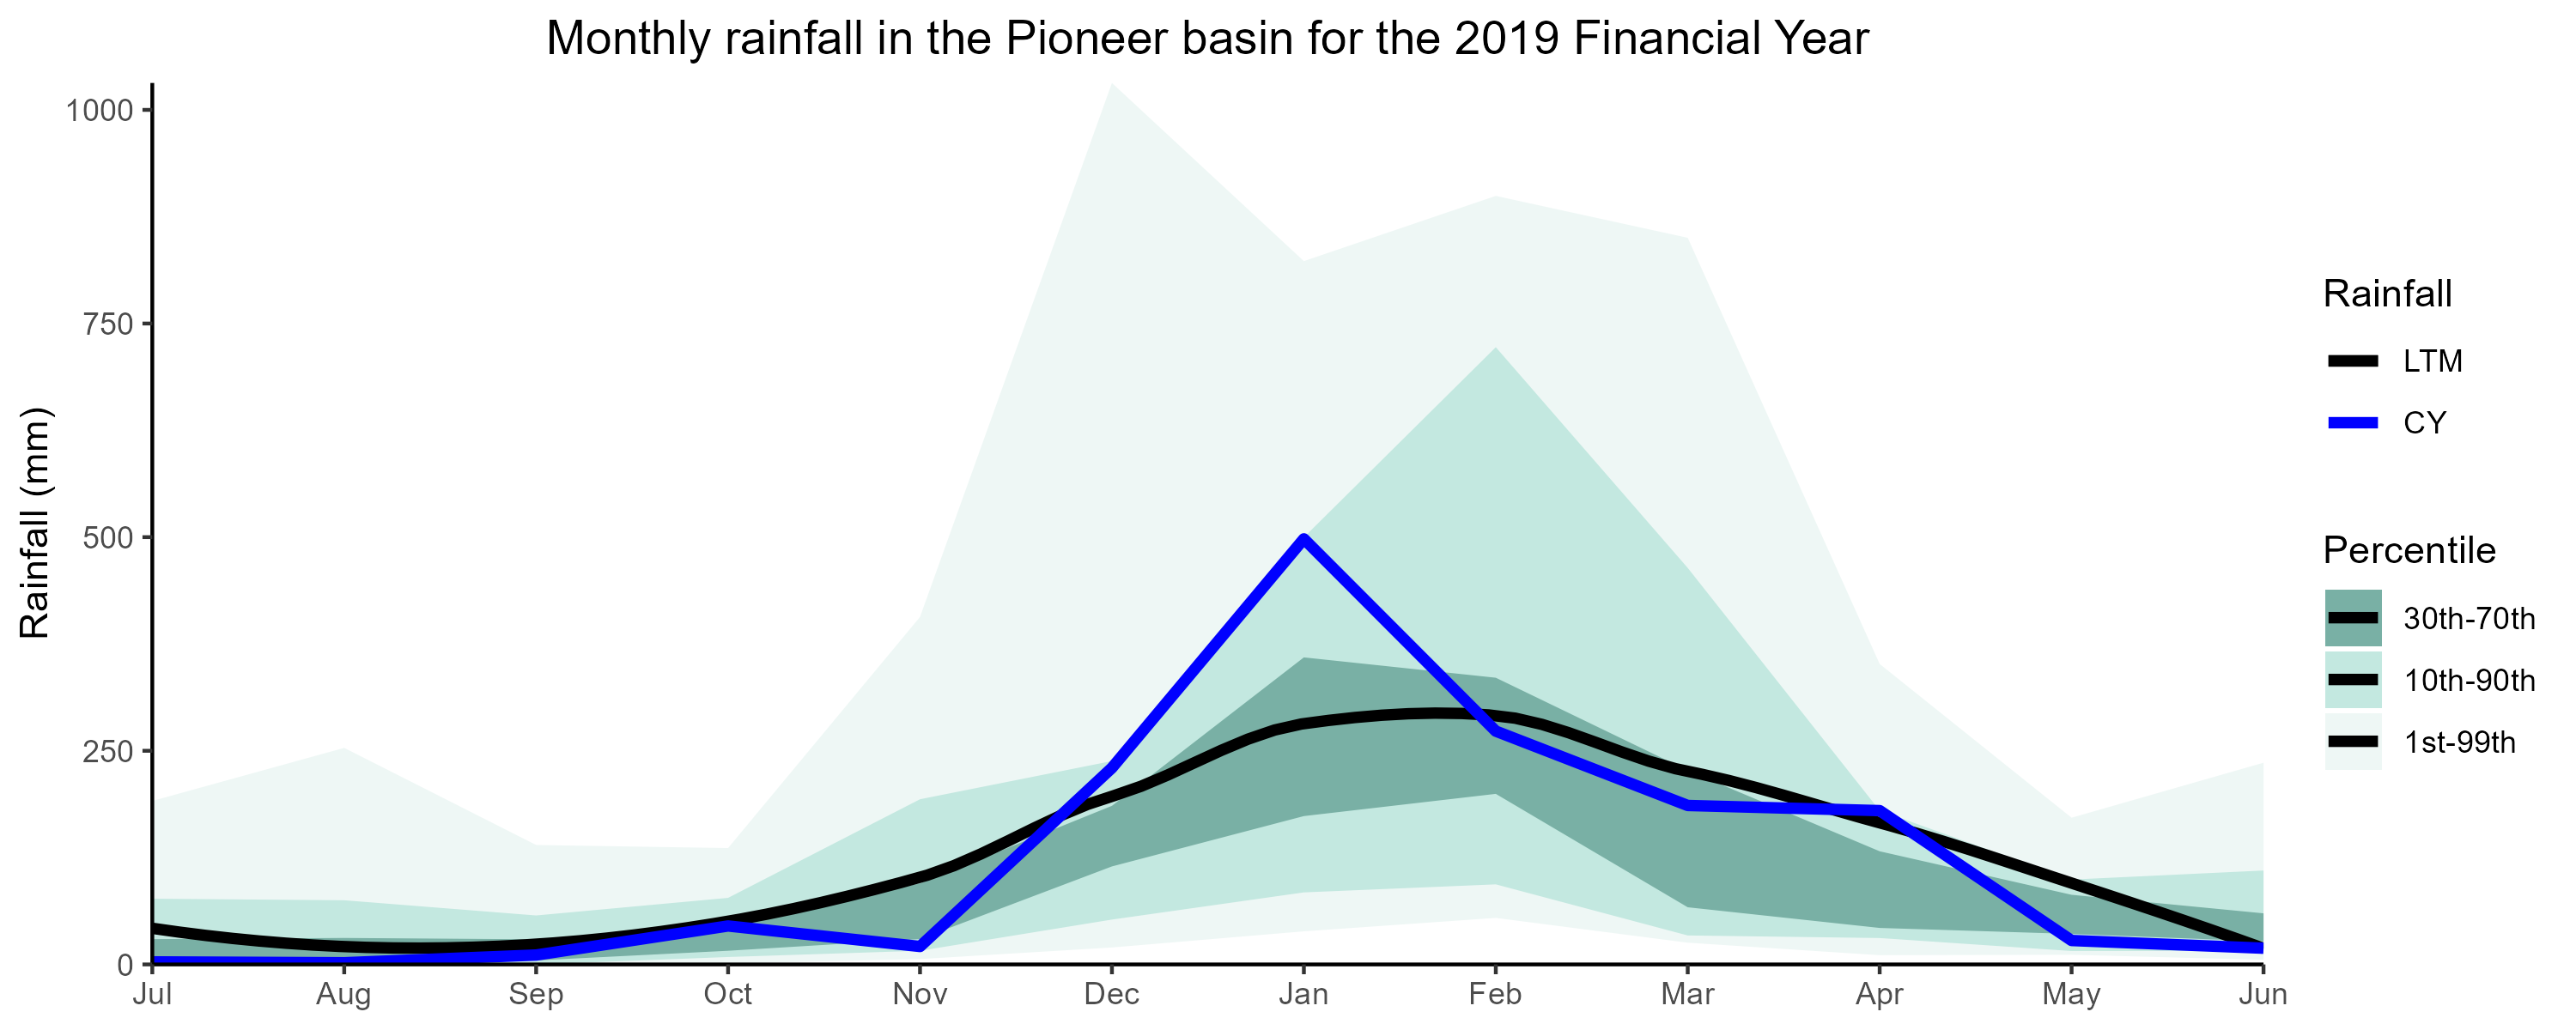 Monthly rainfall in the Pioneer basin for the 2019 Financial Year
Rainfall (mm)
1000
750
500
250
0
Jul Aug Sep Oct Nov Dec Jan Feb Mar Apr May Jun
Rainfall
LTM
CY
Percentile
30th-70th
10th-90th
1st-99th